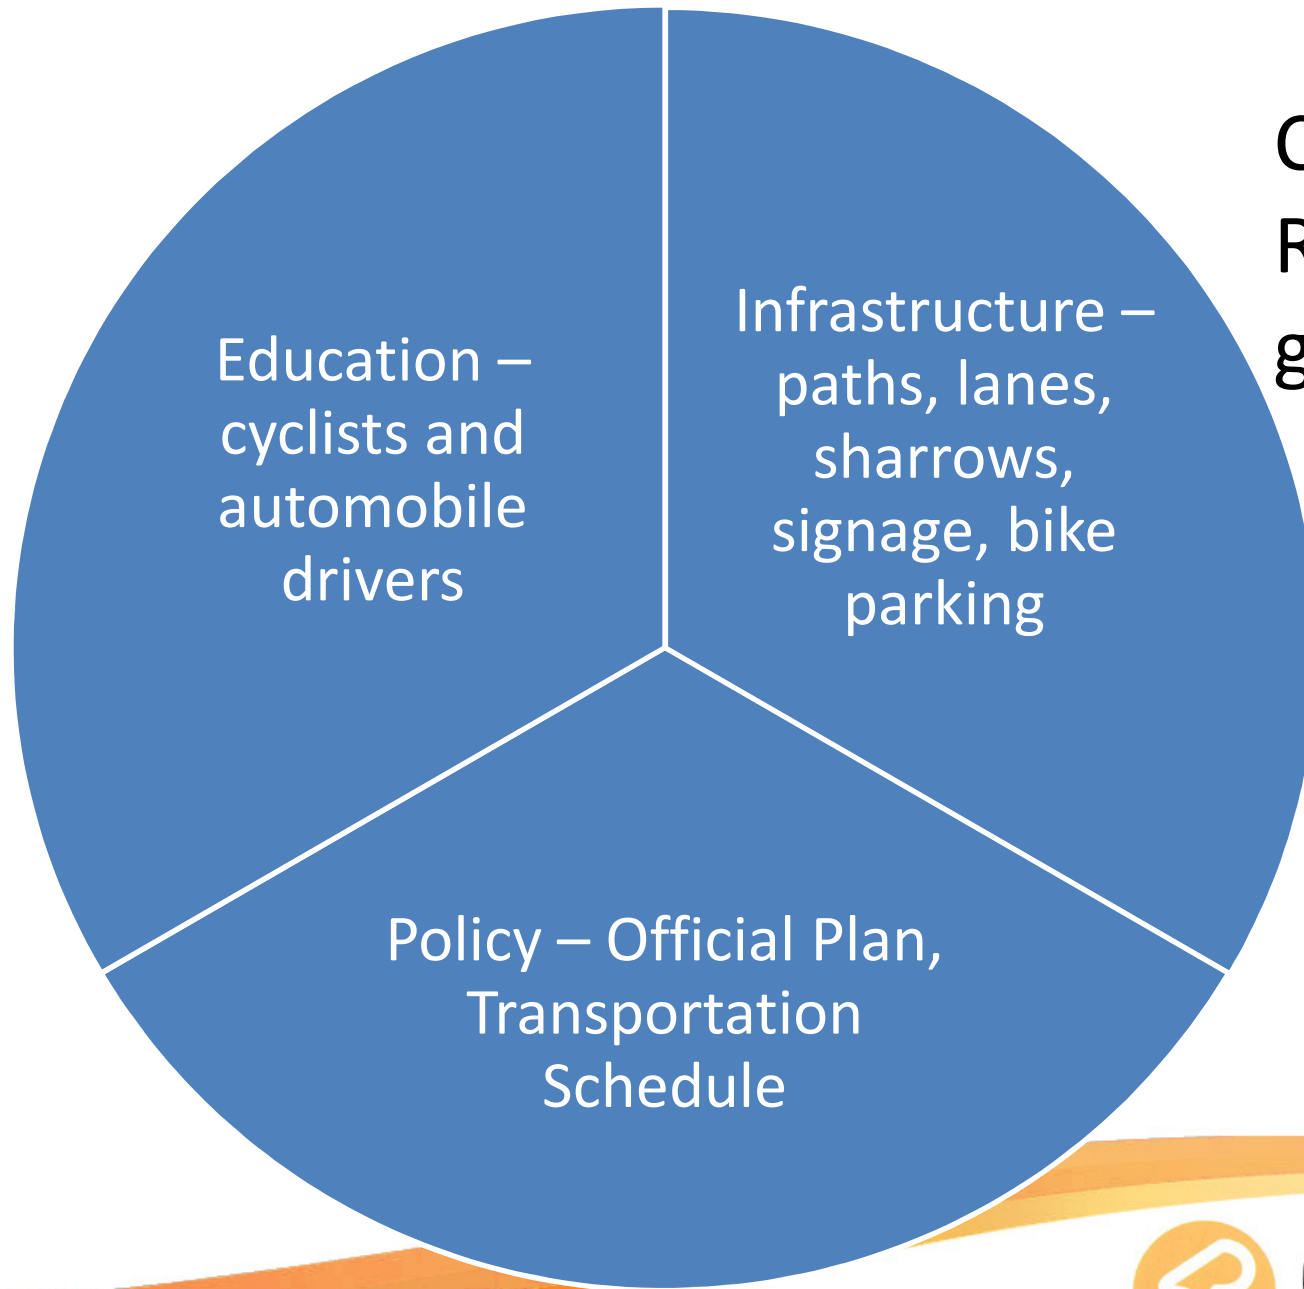 Education –
cyclists and
automobile
drivers
Infrastructure –
paths, lanes,
sharrows,
signage, bike
parking
Policy – Official Plan,
Transportation
Schedule